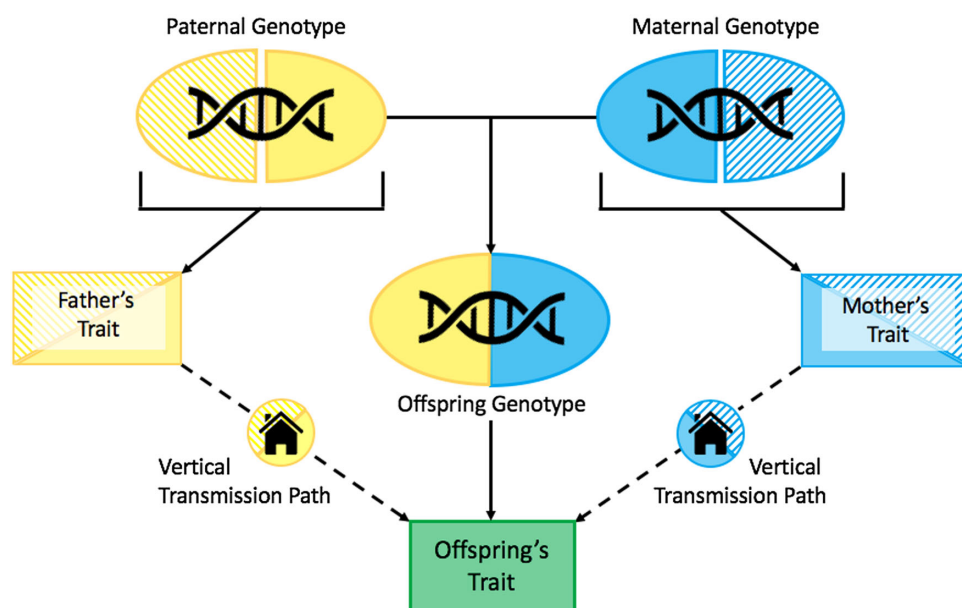 Paternal Genotype
Maternal Genotype
Father's
Trait
Mother's
Trait
Offspring Genotype
Vertical
Transmission Path
Vertical
Transmission Path
Offspring's
Trait